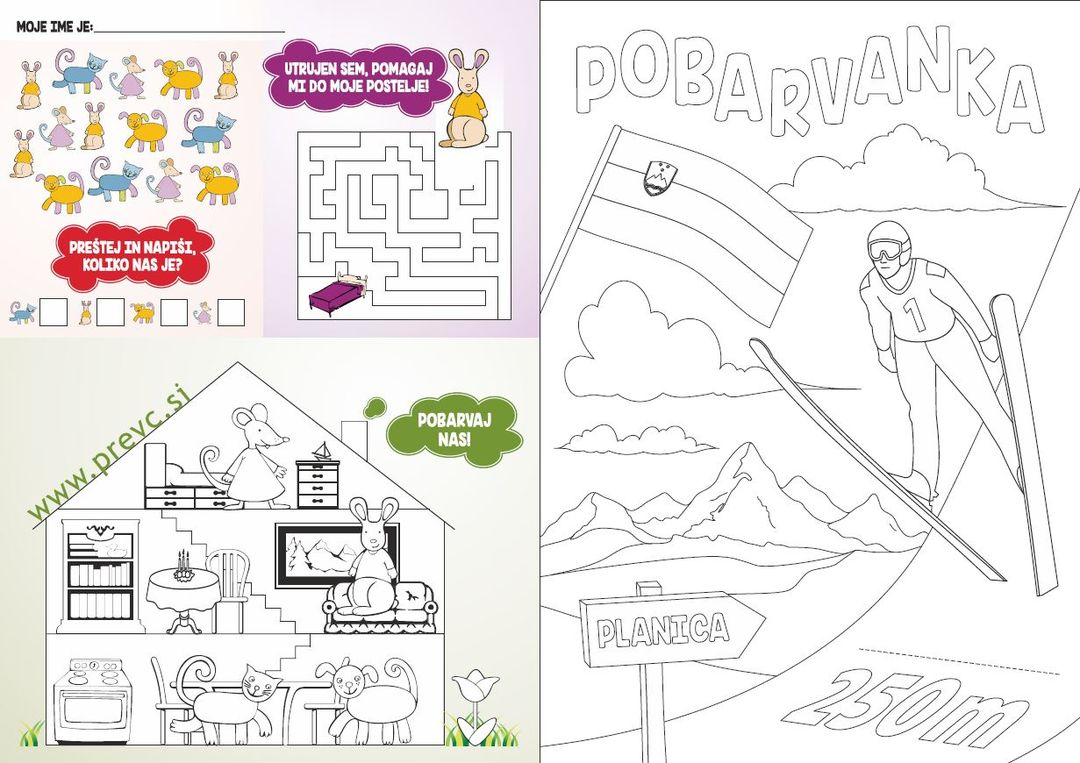 MOJE IME JE:
UTRUJEN SEM, POMAGAJ
MI DO MOJE POSTELJE!
PREŠTEJ IN NAPIŠI,
KOLIKO NAS JE?
www.prevc.si
POBARVAJ
NAS!
POBARVANKA
1
PLANICA
250m